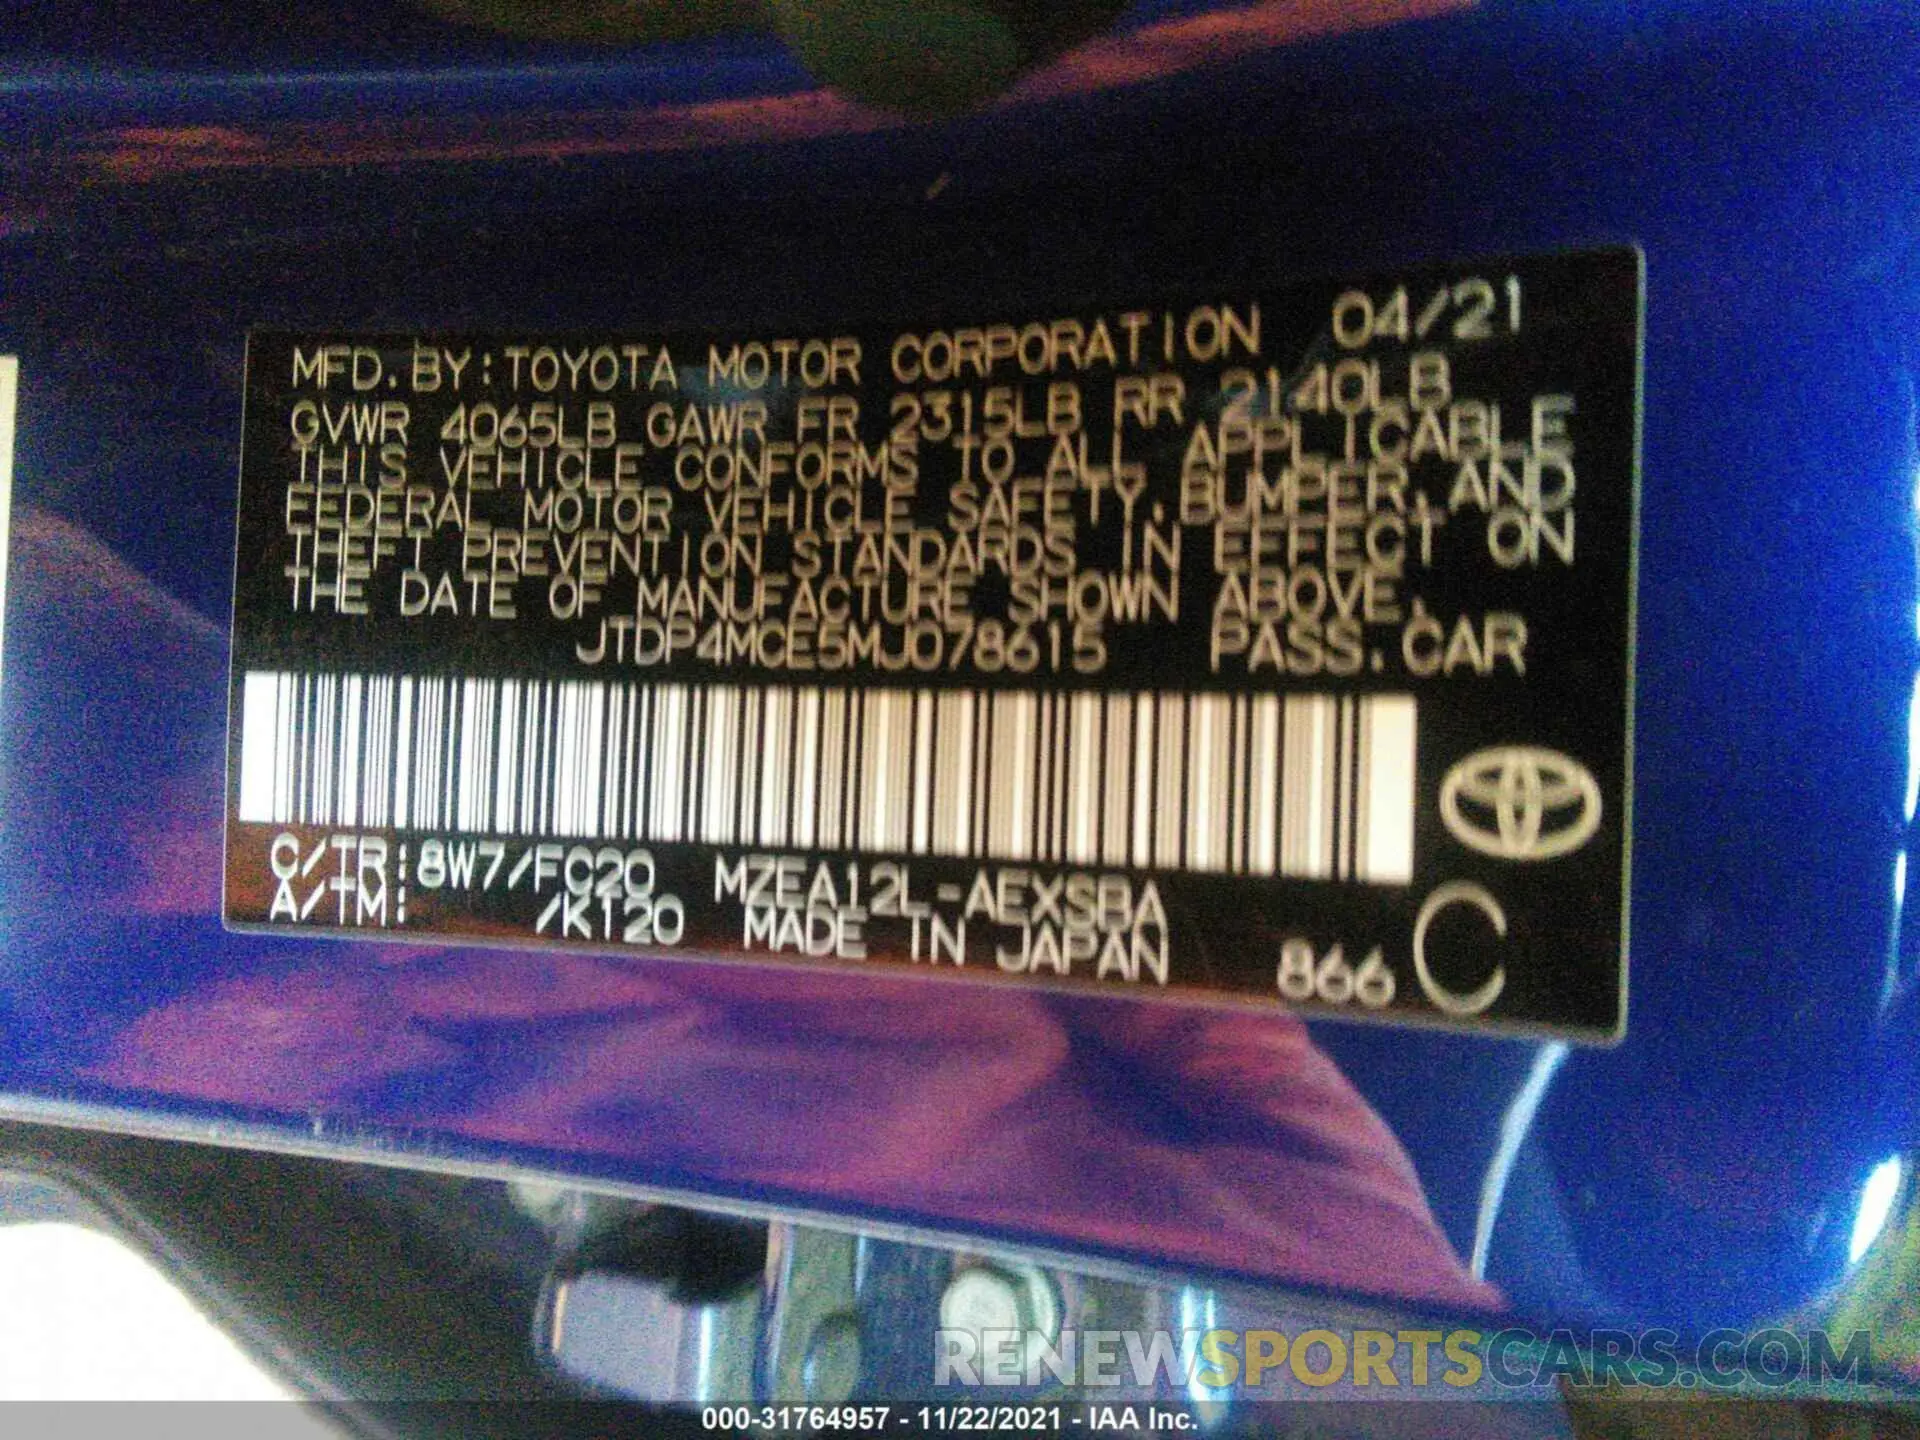 MFD. BY: TOYOTA MOTOR CORPORATION 04/21
GVWR 4065LB GAWR FR 2315LB RR 2140LB
THIS VEHICLE CONFORMS TO ALL APPLICABLE
FEDERAL MOTOR VEHICLE SAFETY, BUMPER, AND
THEFT PREVENTION STANDARDS IN EFFECT ON
THE DATE OF MANUFACTURE SHOWN ABOVE.
JTDP4MCE5MJ078615 PASS. CAR
C/TR: 8W7/FC20 MZEA12L-AEXSBA
A/TM: /K120 MADE IN JAPAN 866 C
RENEWSPORTSCARS.COM
000-31764957 - 11/22/2021 - IAA Inc.